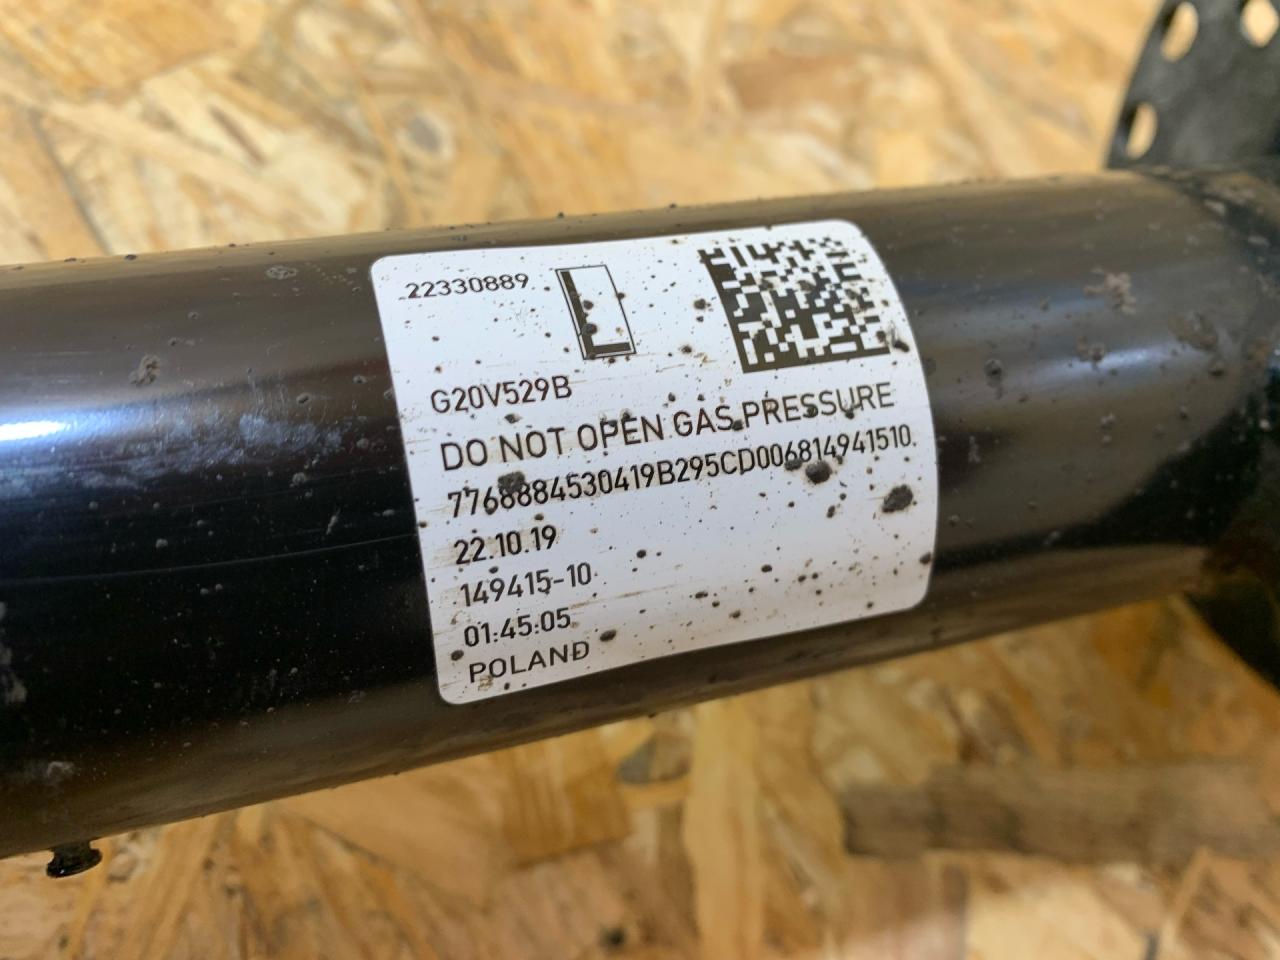 22330889
L
G20V529B
DO NOT OPEN GAS PRESSURE
7768884530419B295CD006814941510
22.10.19
149415-10
01:45:05
POLAND